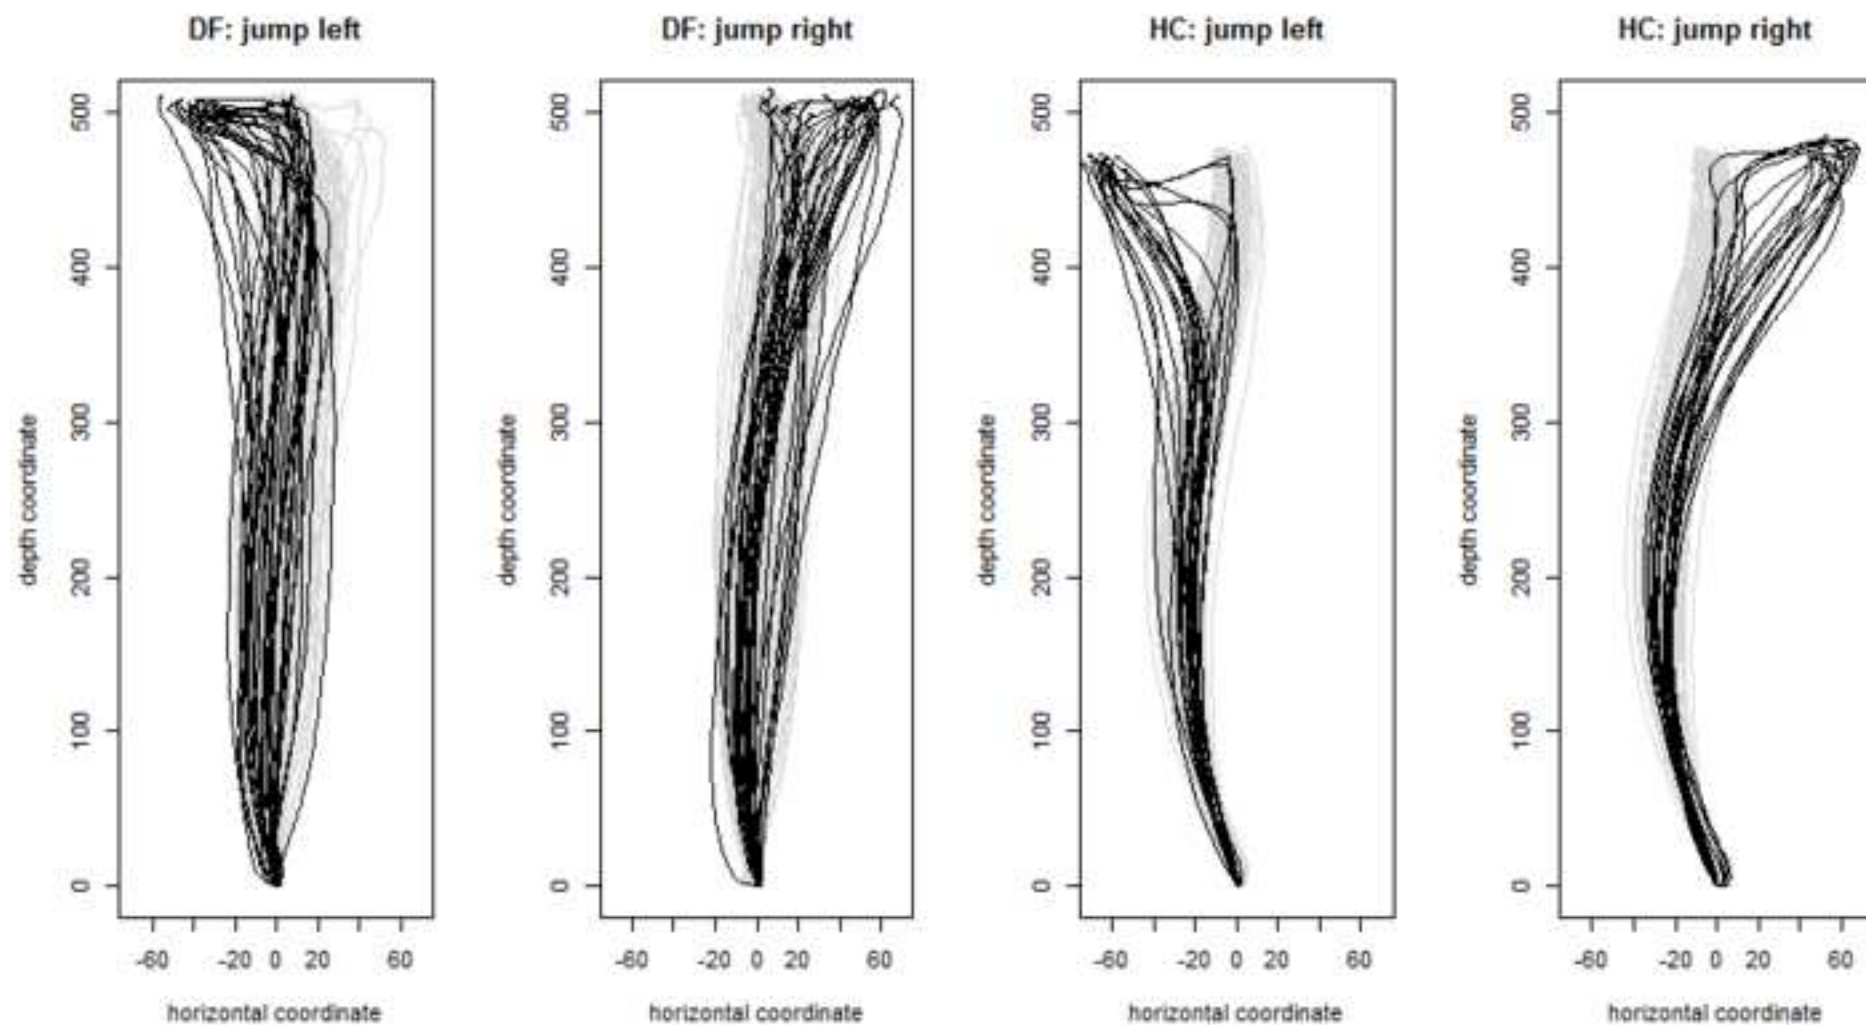 DF: jump left
DF: jump right
HC: jump left
HC: jump right
depth coordinate
500
400
300
200
100
0
-60 -20 0 20 60
horizontal coordinate
depth coordinate
500
400
300
200
100
0
-60 -20 0 20 60
horizontal coordinate
depth coordinate
500
400
300
200
100
0
-60 -20 0 20 60
horizontal coordinate
depth coordinate
500
400
300
200
100
0
-60 -20 0 20 60
horizontal coordinate